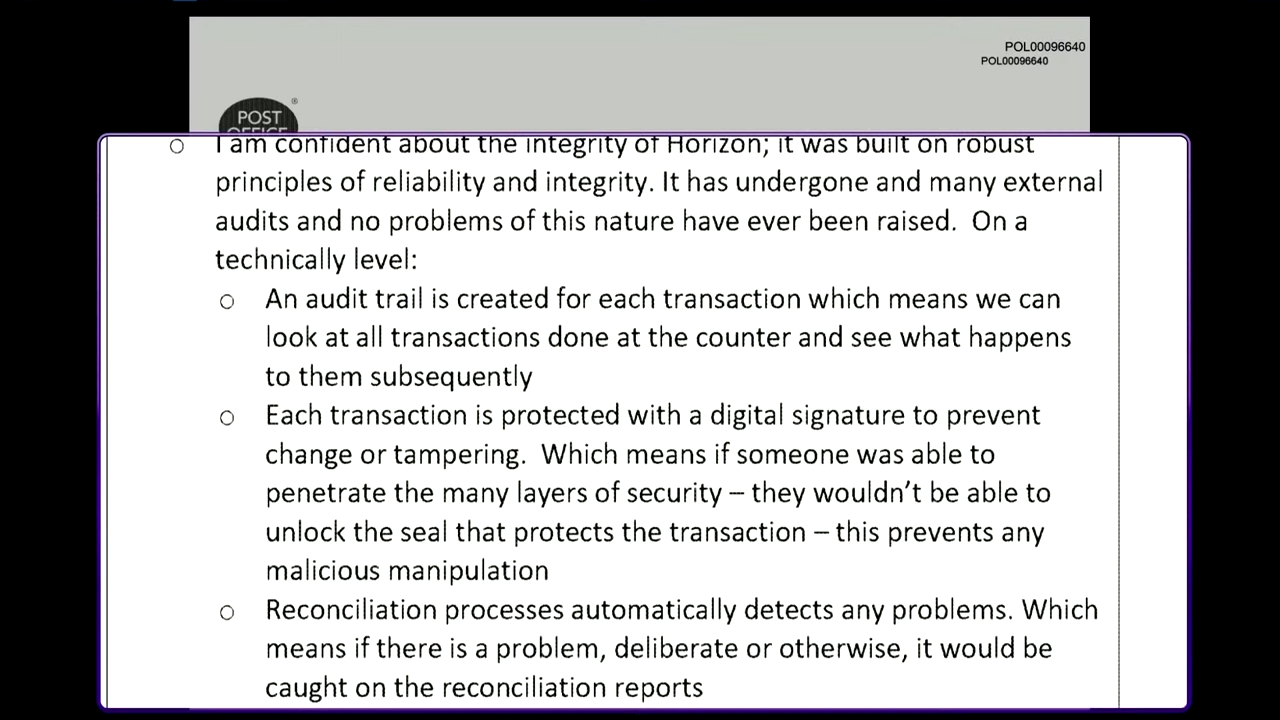 POL00096640
POL00096640
POST
OFFICE
I am confident about the integrity of Horizon; it was built on robust
principles of reliability and integrity. It has undergone and many external
audits and no problems of this nature have ever been raised. On a
technically level:
○ An audit trail is created for each transaction which means we can
look at all transactions done at the counter and see what happens
to them subsequently
○ Each transaction is protected with a digital signature to prevent
change or tampering. Which means if someone was able to
penetrate the many layers of security – they wouldn’t be able to
unlock the seal that protects the transaction – this prevents any
malicious manipulation
○ Reconciliation processes automatically detects any problems. Which
means if there is a problem, deliberate or otherwise, it would be
caught on the reconciliation reports